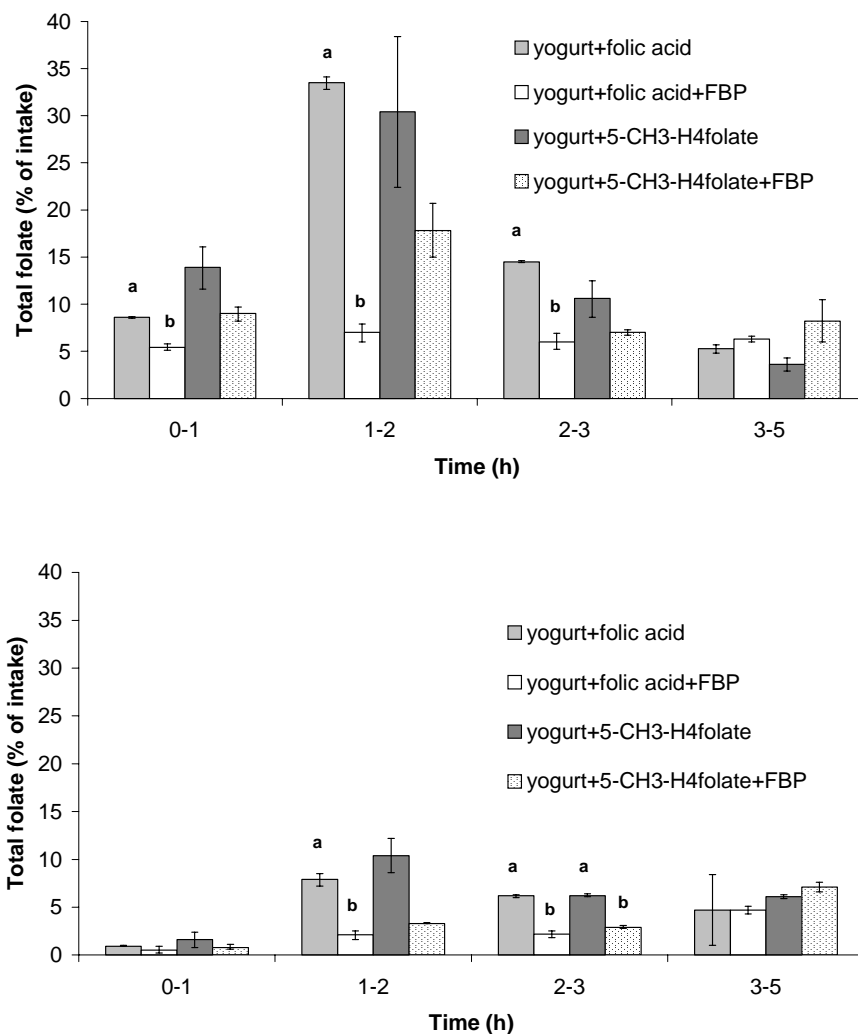 40
35
30
25
20
15
10
5
0
Total folate (% of intake)
a
b
a
b
a
b
yogurt+folic acid
yogurt+folic acid+FBP
yogurt+5-CH3-H4folate
yogurt+5-CH3-H4folate+FBP
0-1 1-2 2-3 3-5
Time (h)
40
35
30
25
20
15
10
5
0
Total folate (% of intake)
a
b
a
b
a
b
yogurt+folic acid
yogurt+folic acid+FBP
yogurt+5-CH3-H4folate
yogurt+5-CH3-H4folate+FBP
0-1 1-2 2-3 3-5
Time (h)